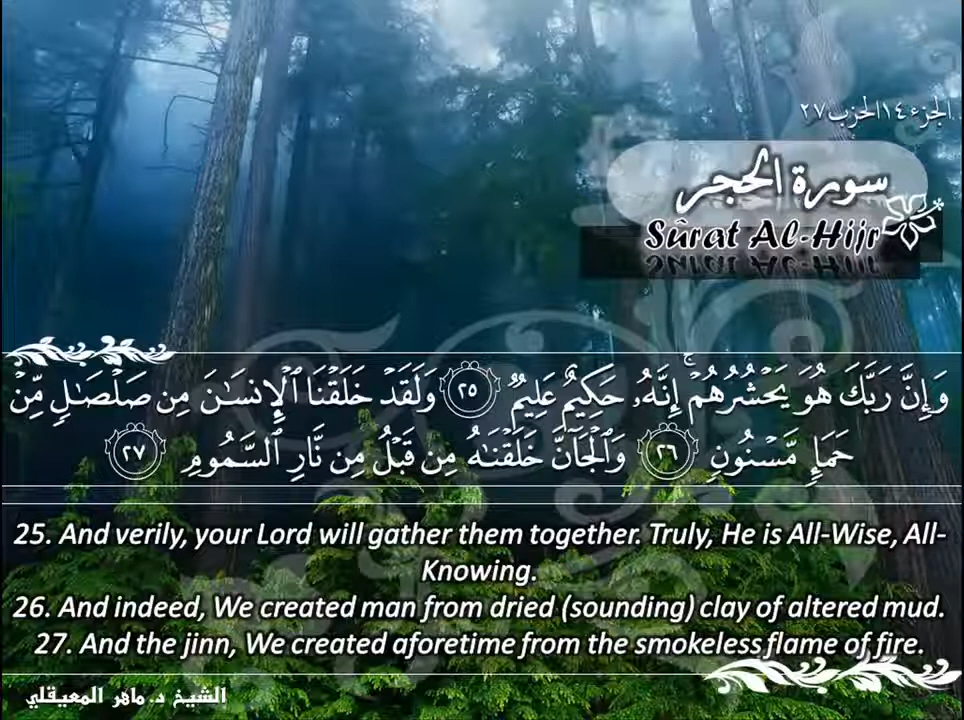 الجزء ١٤ الحزب ٢٧
سورة الحجر
Sûrat Al-Hijr
وَإِنَّ رَبَّكَ هُوَ يَحْشُرُهُمْ ۚ إِنَّهُۥ حَكِيمٌ عَلِيمٌ ٢٥ وَلَقَدْ خَلَقْنَا ٱلْإِنسَـٰنَ مِن صَلْصَـٰلٍ مِّنْ
حَمَإٍ مَّسْنُونٍ ٢٦ وَٱلْجَآنَّ خَلَقْنَـٰهُ مِن قَبْلُ مِن نَّارِ ٱلسَّمُومِ ٢٧
25. And verily, your Lord will gather them together. Truly, He is All-Wise, All-
Knowing.
26. And indeed, We created man from dried (sounding) clay of altered mud.
27. And the jinn, We created aforetime from the smokeless flame of fire.
الشيخ د. ماهر المعيقلي